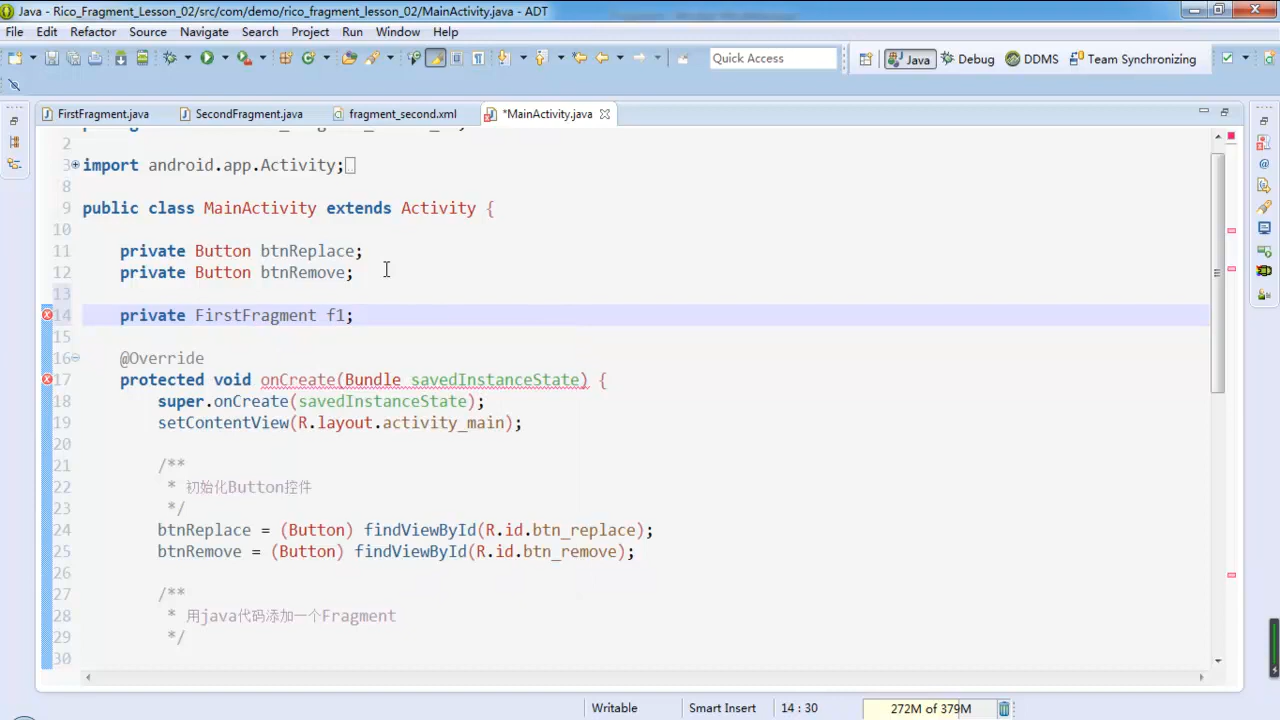 Java - Rico_Fragment_Lesson_02/src/com/demo/rico_fragment_lesson_02/MainActivity.java - ADT
File Edit Refactor Source Navigate Search Project Run Window Help
Quick Access
Java Debug DDMS Team Synchronizing
FirstFragment.java SecondFragment.java fragment_second.xml *MainActivity.java
2
3 import android.app.Activity;
8
9 public class MainActivity extends Activity {
10
11 private Button btnReplace;
12 private Button btnRemove;
13
14 private FirstFragment f1;
15
16 @Override
17 protected void onCreate(Bundle savedInstanceState) {
18 super.onCreate(savedInstanceState);
19 setContentView(R.layout.activity_main);
20
21 /**
22 * 初始化Button控件
23 */
24 btnReplace = (Button) findViewById(R.id.btn_replace);
25 btnRemove = (Button) findViewById(R.id.btn_remove);
26
27 /**
28 * 用java代码添加一个Fragment
29 */
30
Writable Smart Insert 14 : 30 272M of 379M